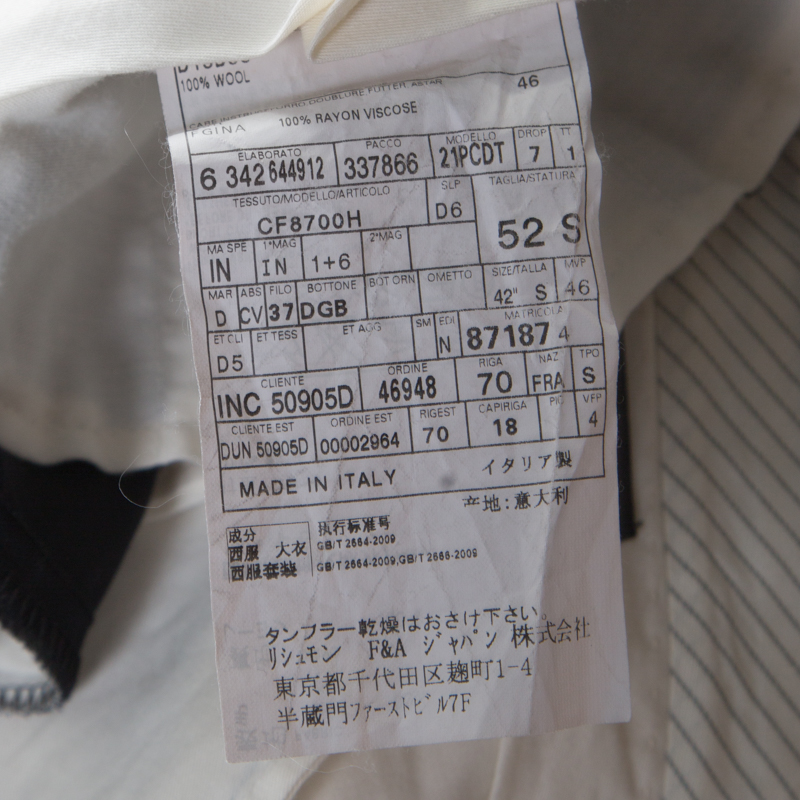 100% WOOL
46
FODERA
100% RAYON VISCOSE
ELABORATO PACCO MODELLO DROP TT
6 342 644912 337866 21PCDT 7 1
TESSUTO/MODELLO/ARTICOLO SLP TAGLIA/STATURA
CF8700H D6 52 S
MA SPE 1°MAG 2°MAG
IN IN 1+6
MAR ABS FILO BOTTONE BOT ORN OMETTO SIZE/TALLA MVP
D CV 37 DGB 42" S 46
ET CLI ET TESS ET AGG SM EDI MATRICOLA
D5 N 87187 4
CLIENTE ORDINE RIGA NAZ TPO
INC 50905D 46948 70 FRA S
CLIENTE EST ORDINE EST RIGEST CAPIRIGA PIC VFP
DUN 50905D 00002964 70 18 4
MADE IN ITALY イタリア製
产地:意大利
成分 执行标准号
西服 大衣 GB/T 2664-2009
西服套装 GB/T 2664-2009,GB/T 2666-2009
タンブラー乾燥はおさけ下さい。
リシュモン F&A ジャパン 株式会社
東京都千代田区麹町1-4
半蔵門ファーストビル7F